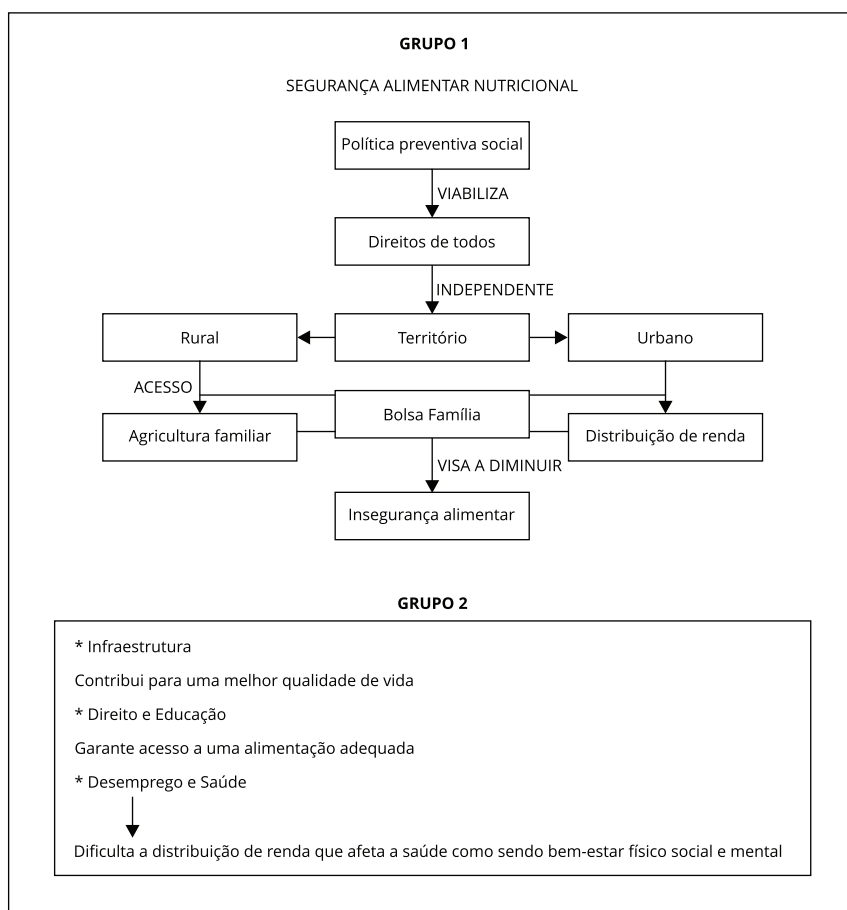 GRUPO 1
SEGURANÇA ALIMENTAR NUTRICIONAL
Política preventiva social
VIABILIZA
Direitos de todos
INDEPENDENTE
Rural
Território
Urbano
ACESSO
Bolsa Família
Agricultura familiar
Distribuição de renda
VISA A DIMINUIR
Insegurança alimentar
GRUPO 2
* Infraestrutura
Contribui para uma melhor qualidade de vida
* Direito e Educação
Garante acesso a uma alimentação adequada
* Desemprego e Saúde
Dificulta a distribuição de renda que afeta a saúde como sendo bem-estar físico social e mental